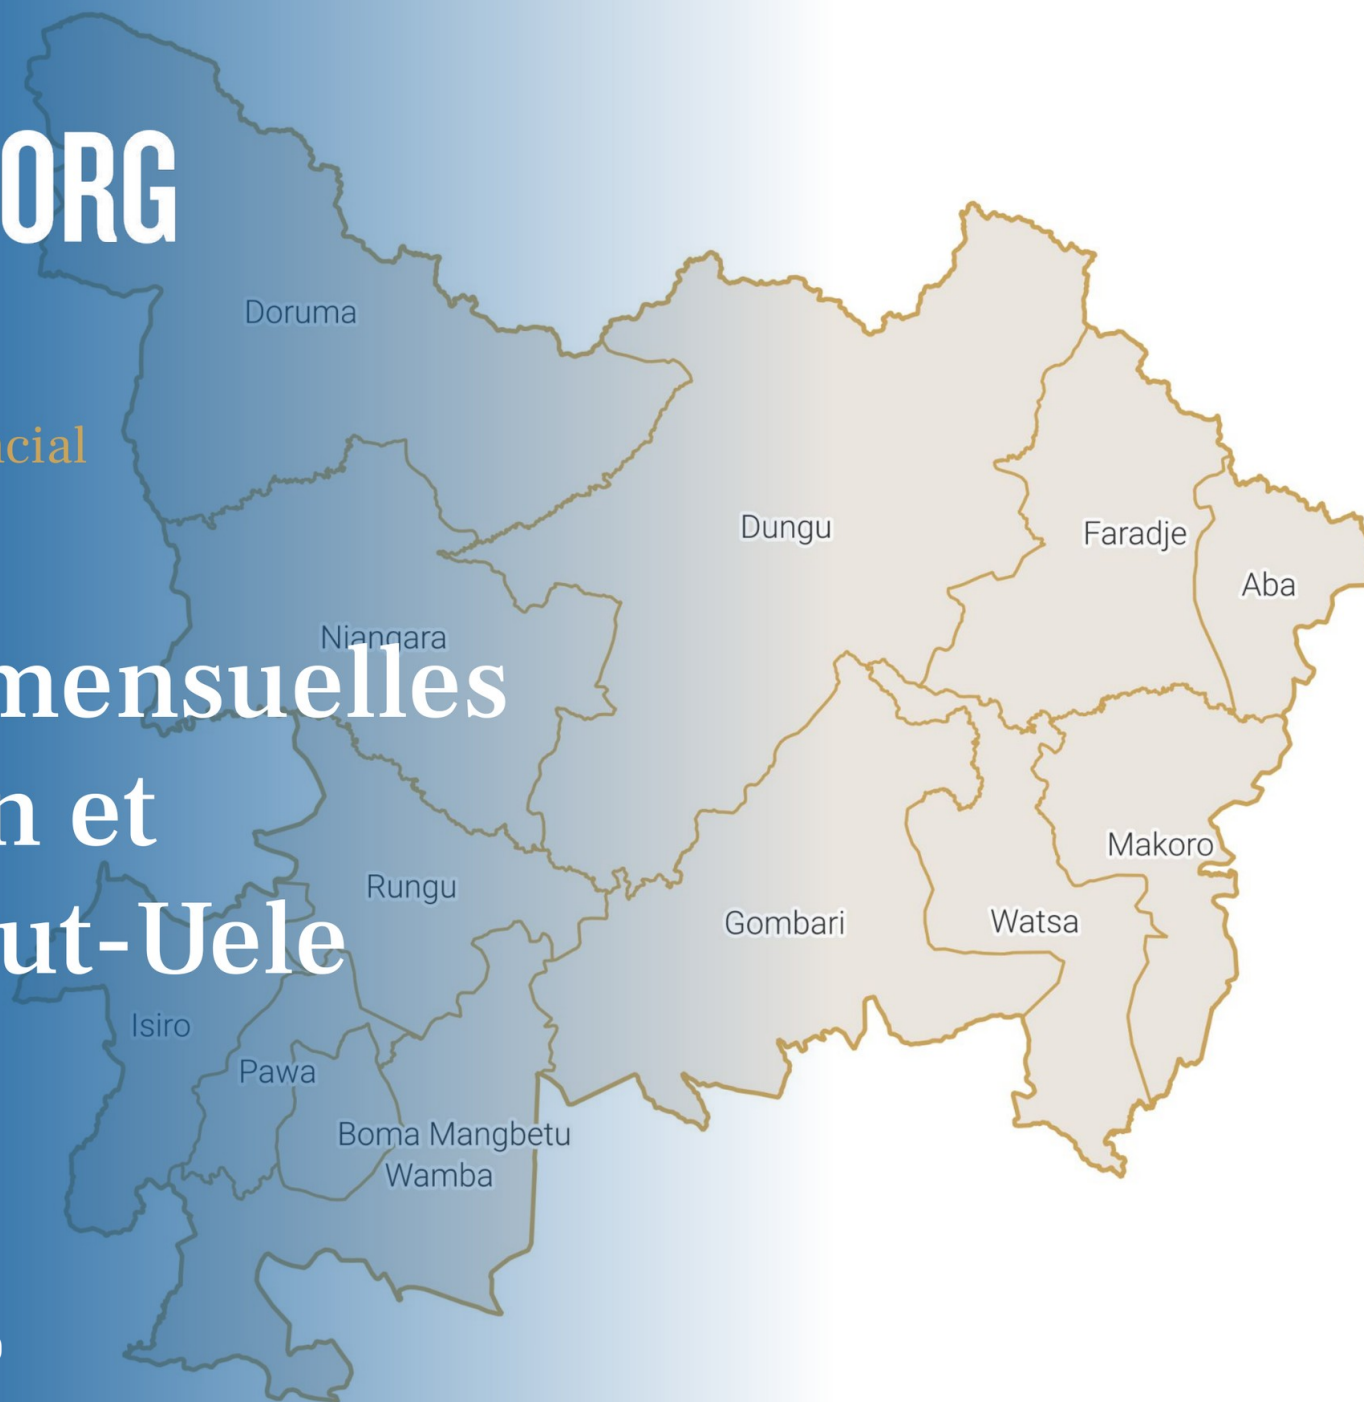 ORG
Doruma
ncial
Dungu
Faradje
Aba
Niangara
mensuelles
n et
Makoro
Rungu
Gombari
Watsa
ut-Uele
Isiro
Pawa
Boma Mangbetu
Wamba